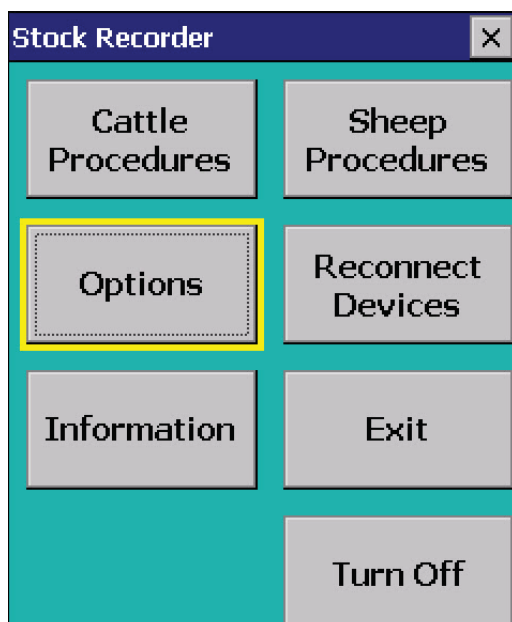 Stock Recorder
Cattle
Procedures
Sheep
Procedures
Options
Reconnect
Devices
Information
Exit
Turn Off